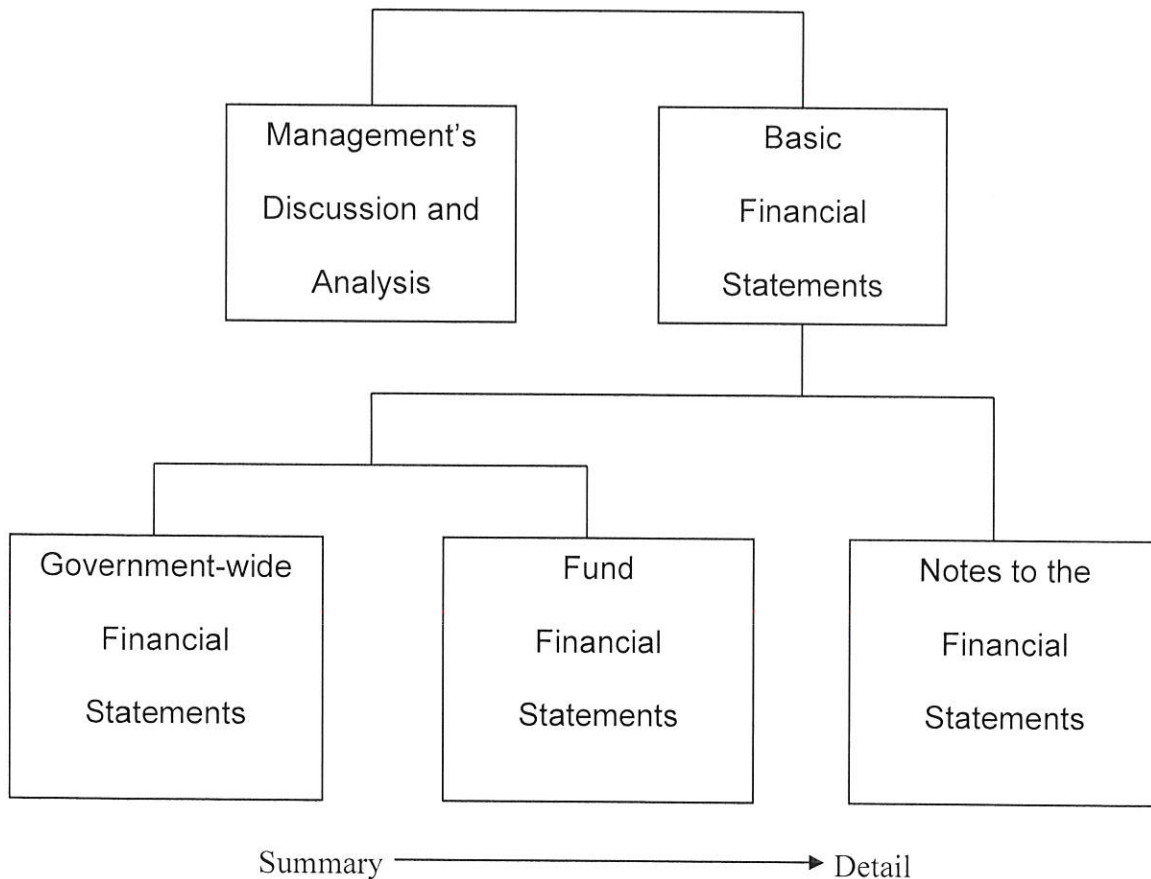 Management's
Discussion and
Analysis
Basic
Financial
Statements
Government-wide
Financial
Statements
Fund
Financial
Statements
Notes to the
Financial
Statements
Summary
Detail